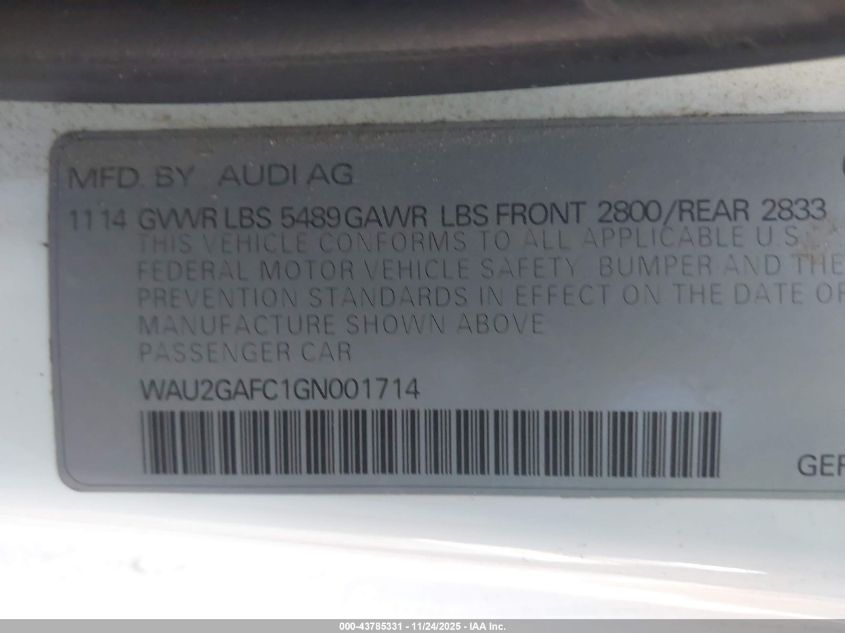 MFD. BY AUDI AG
11 14 GVWR LBS 5489 GAWR LBS FRONT 2800/REAR 2833
THIS VEHICLE CONFORMS TO ALL APPLICABLE U.S.
FEDERAL MOTOR VEHICLE SAFETY, BUMPER AND THE
PREVENTION STANDARDS IN EFFECT ON THE DATE OF
MANUFACTURE SHOWN ABOVE
PASSENGER CAR
WAU2GAFC1GN001714
GER
000-43785331 - 11/24/2025 - IAA Inc.